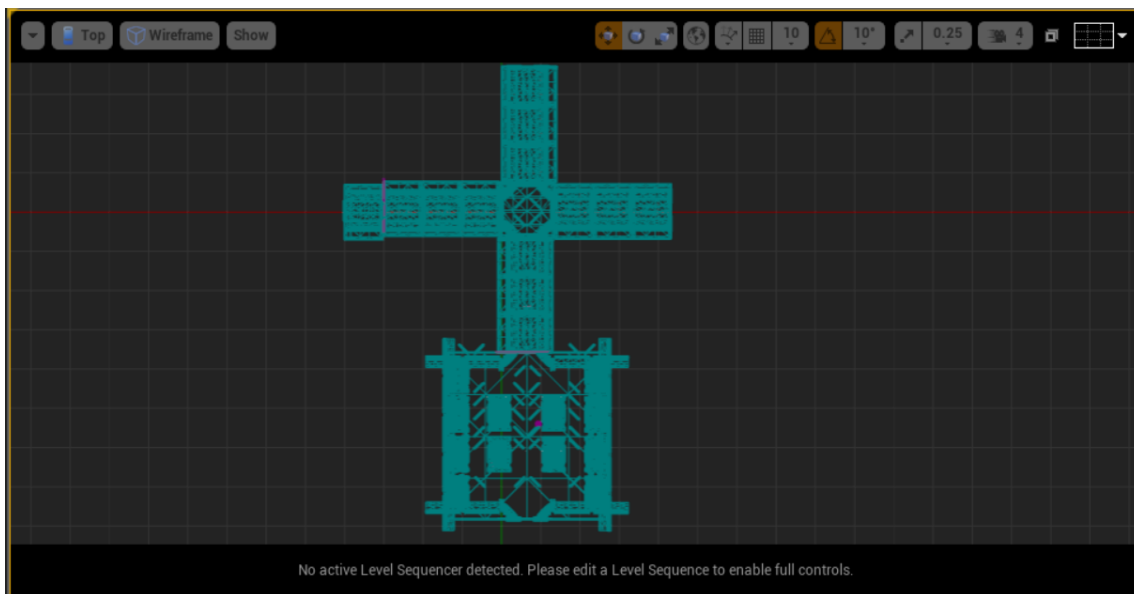 Top Wireframe Show 10 10° 0.25 4
No active Level Sequencer detected. Please edit a Level Sequence to enable full controls.